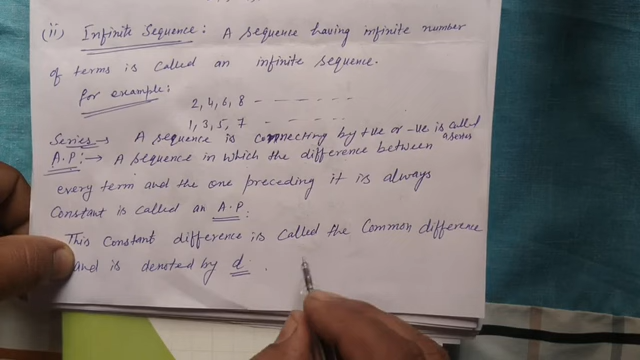 (ii) Infinite Sequence: A sequence having infinite number
of terms is called an infinite sequence.
for example:
2, 4, 6, 8 - - - - - - -
1, 3, 5, 7 - - - - - -
Series → A sequence is connecting by +ve or -ve is called a series
A.P: → A sequence in which the difference between
every term and the one preceding it is always
Constant is called an A.P.
This Constant difference is called the Common difference
and is denoted by d.